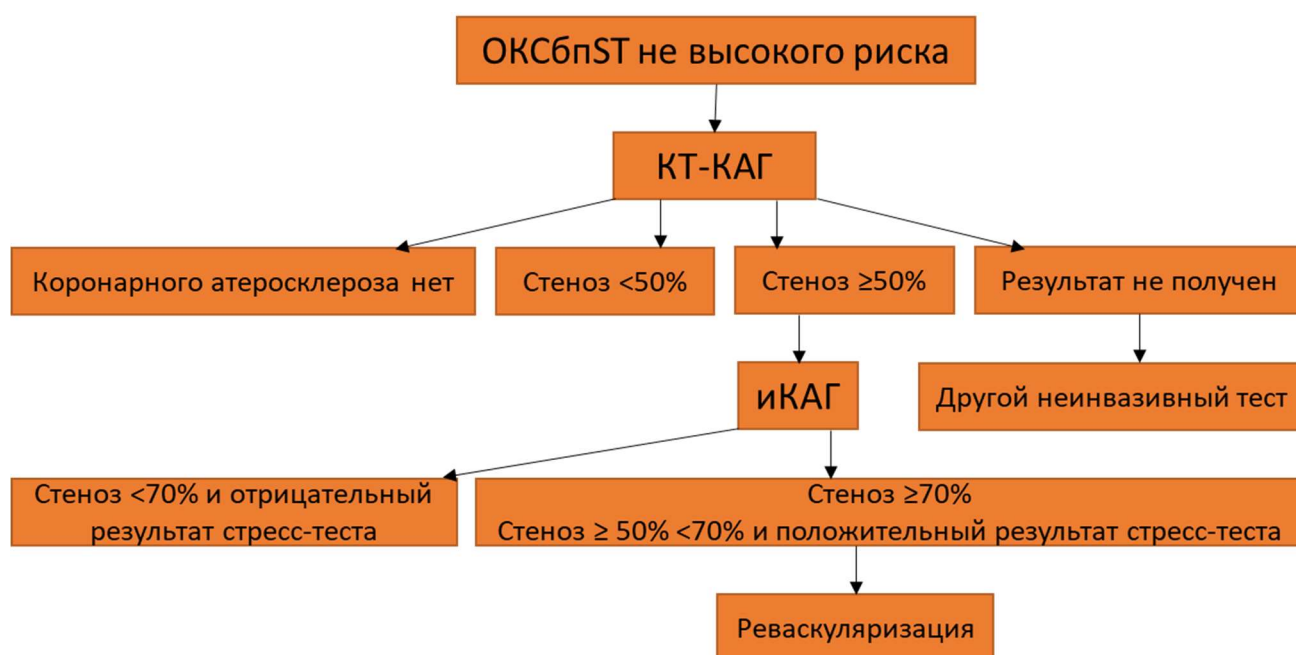 ОКСбпST не высокого риска
КТ-КАГ
Коронарного атеросклероза нет
Стеноз <50%
Стеноз ≥50%
Результат не получен
иКАГ
Другой неинвазивный тест
Стеноз <70% и отрицательный
результат стресс-теста
Стеноз ≥70%
Стеноз ≥ 50% <70% и положительный результат стресс-теста
Реваскуляризация